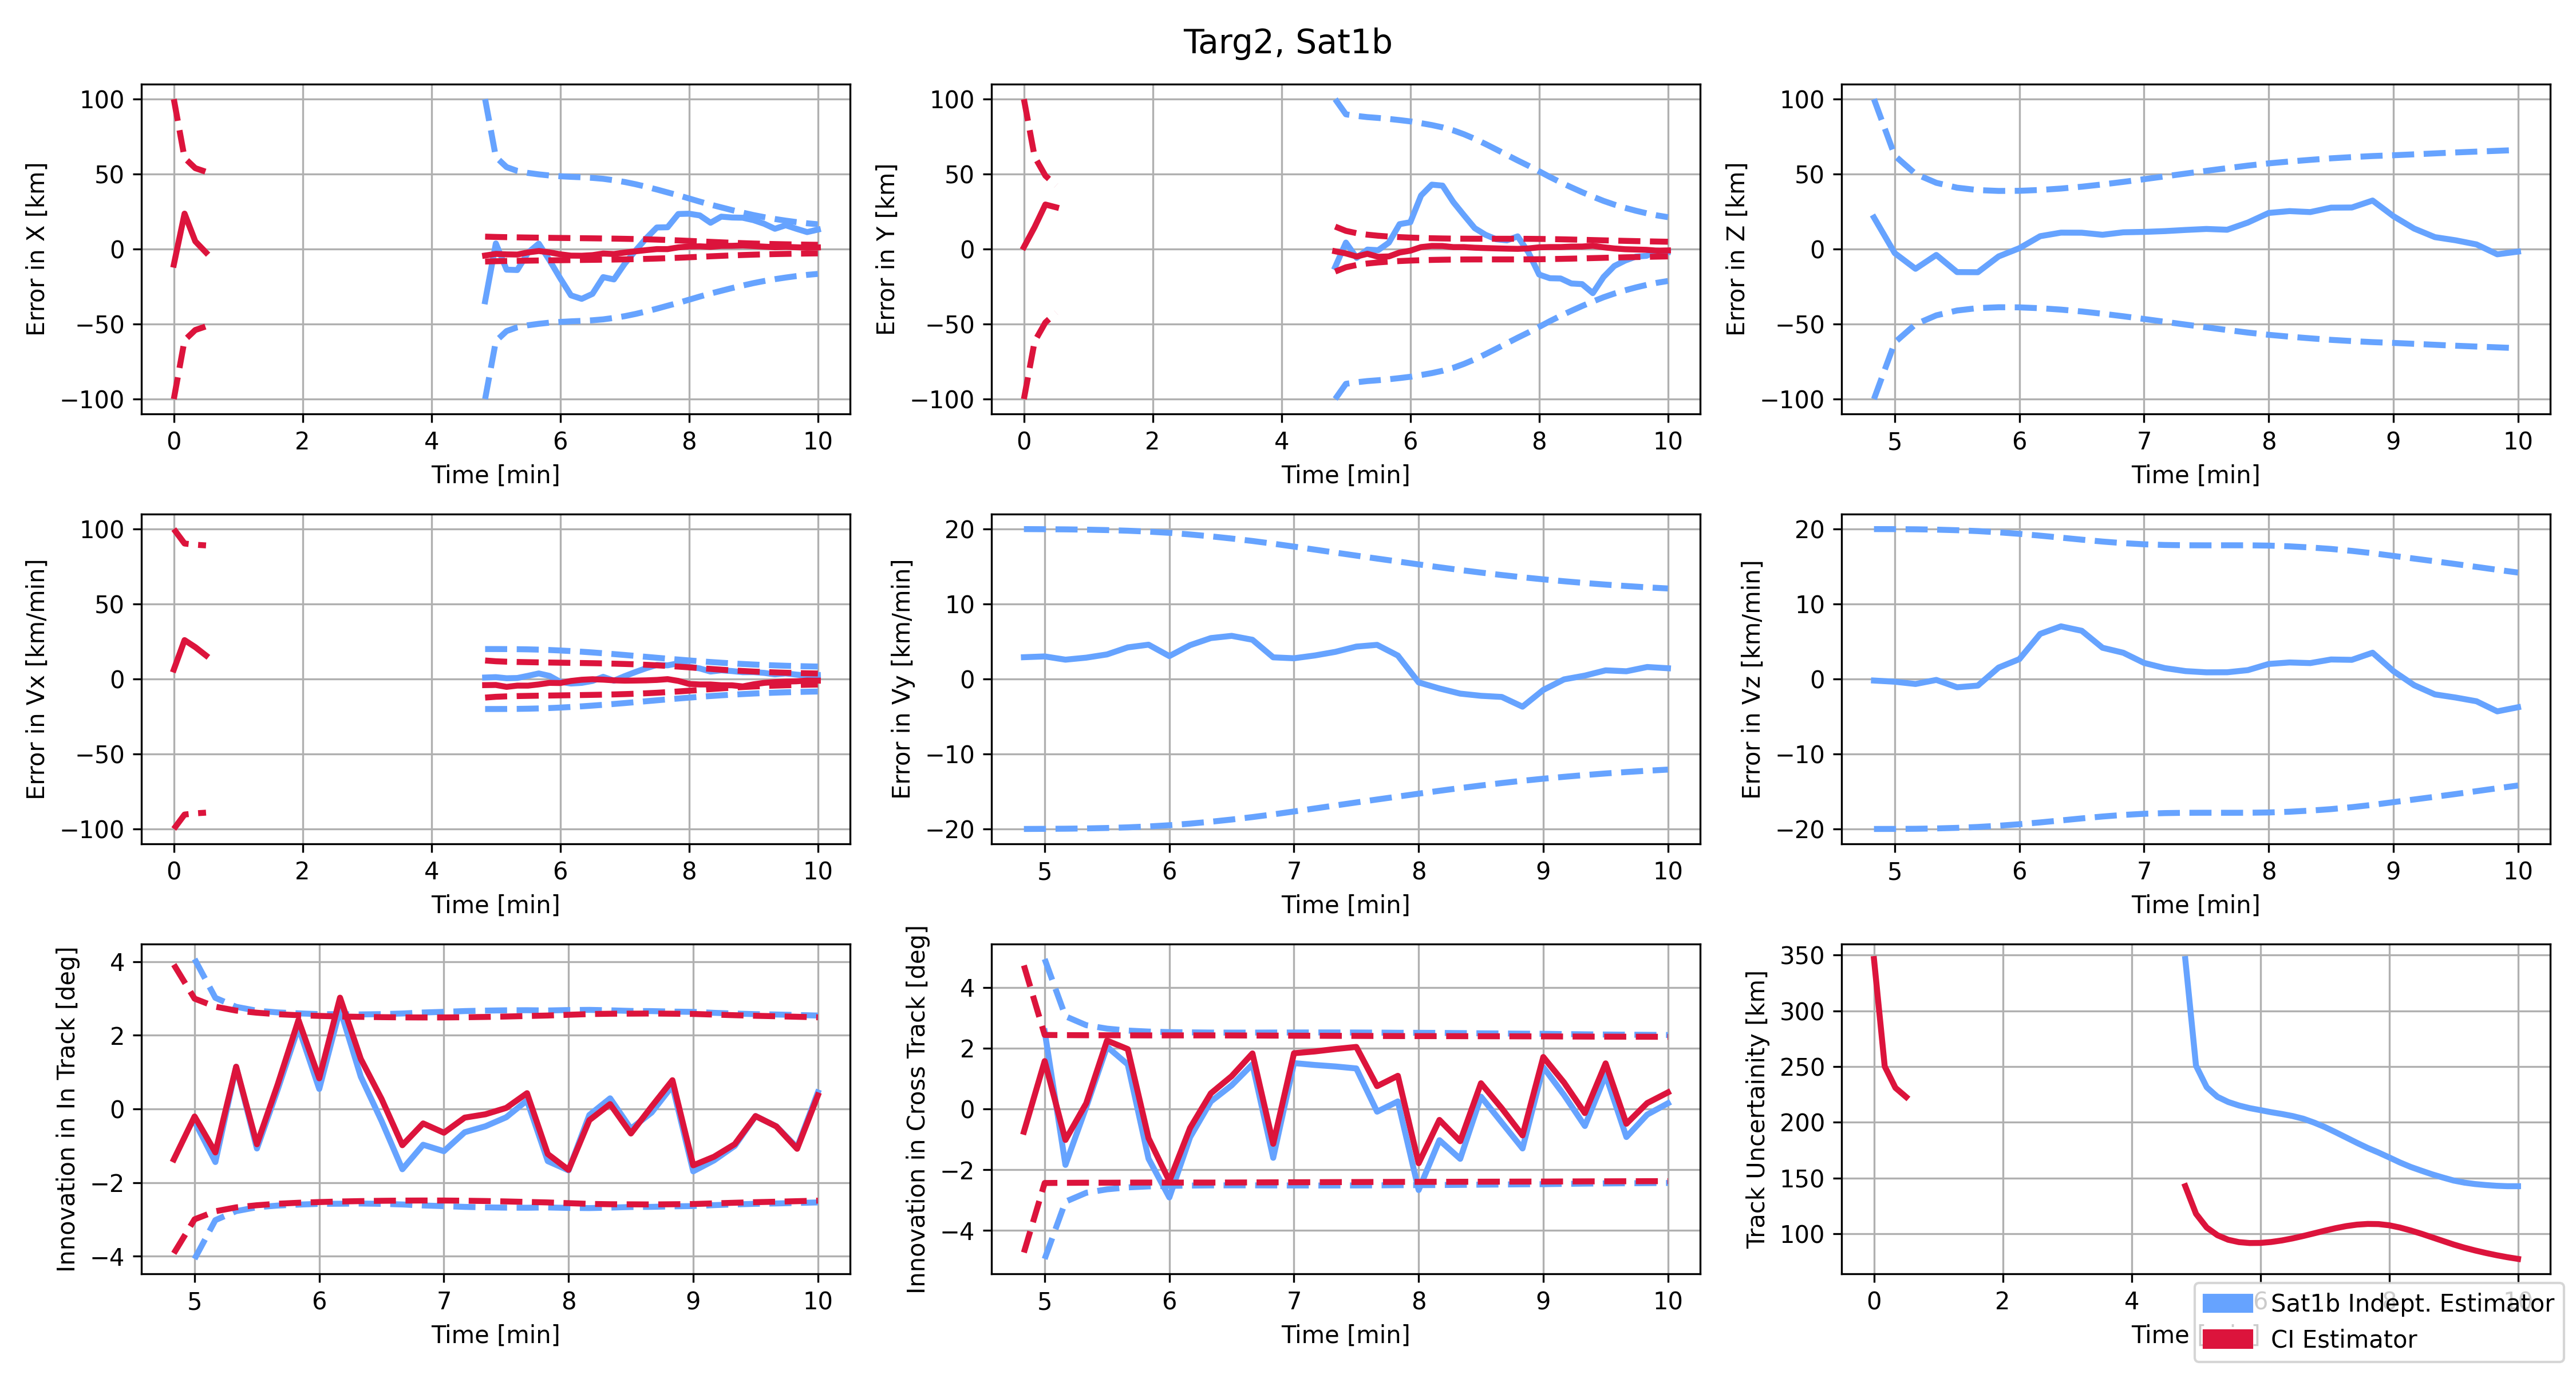 Targ2, Sat1b
Error in X [km]
100
50
0
−50
−100
0 2 4 6 8 10
Time [min]
Error in Y [km]
100
50
0
−50
−100
0 2 4 6 8 10
Time [min]
Error in Z [km]
100
50
0
−50
−100
5 6 7 8 9 10
Time [min]
Error in Vx [km/min]
100
50
0
−50
−100
0 2 4 6 8 10
Time [min]
Error in Vy [km/min]
20
10
0
−10
−20
5 6 7 8 9 10
Time [min]
Error in Vz [km/min]
20
10
0
−10
−20
5 6 7 8 9 10
Time [min]
Innovation in In Track [deg]
4
2
0
−2
−4
5 6 7 8 9 10
Time [min]
Innovation in Cross Track [deg]
4
2
0
−2
−4
5 6 7 8 9 10
Time [min]
Track Uncertainity [km]
350
300
250
200
150
100
0 2 4 6 8 10
Time
Sat1b Indept. Estimator
CI Estimator